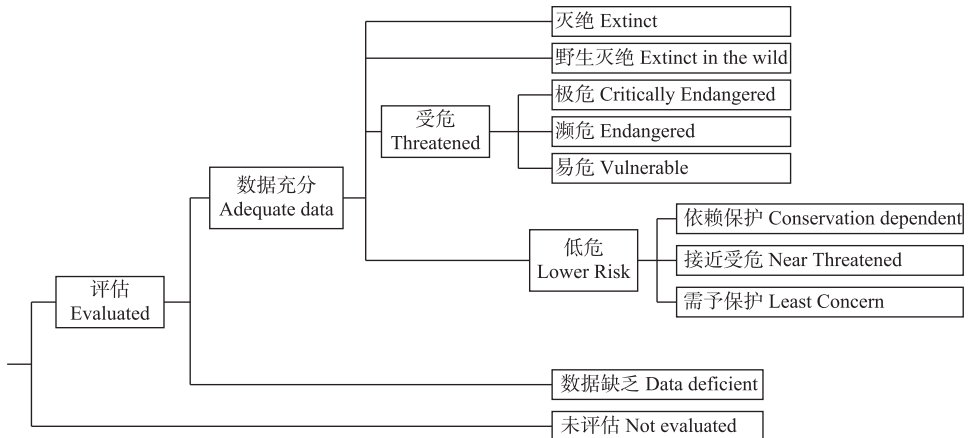 灭绝 Extinct
野生灭绝 Extinct in the wild
极危 Critically Endangered
受危
Threatened
濒危 Endangered
易危 Vulnerable
数据充分
Adequate data
依赖保护 Conservation dependent
低危
Lower Risk
接近受危 Near Threatened
需予保护 Least Concern
评估
Evaluated
数据缺乏 Data deficient
未评估 Not evaluated